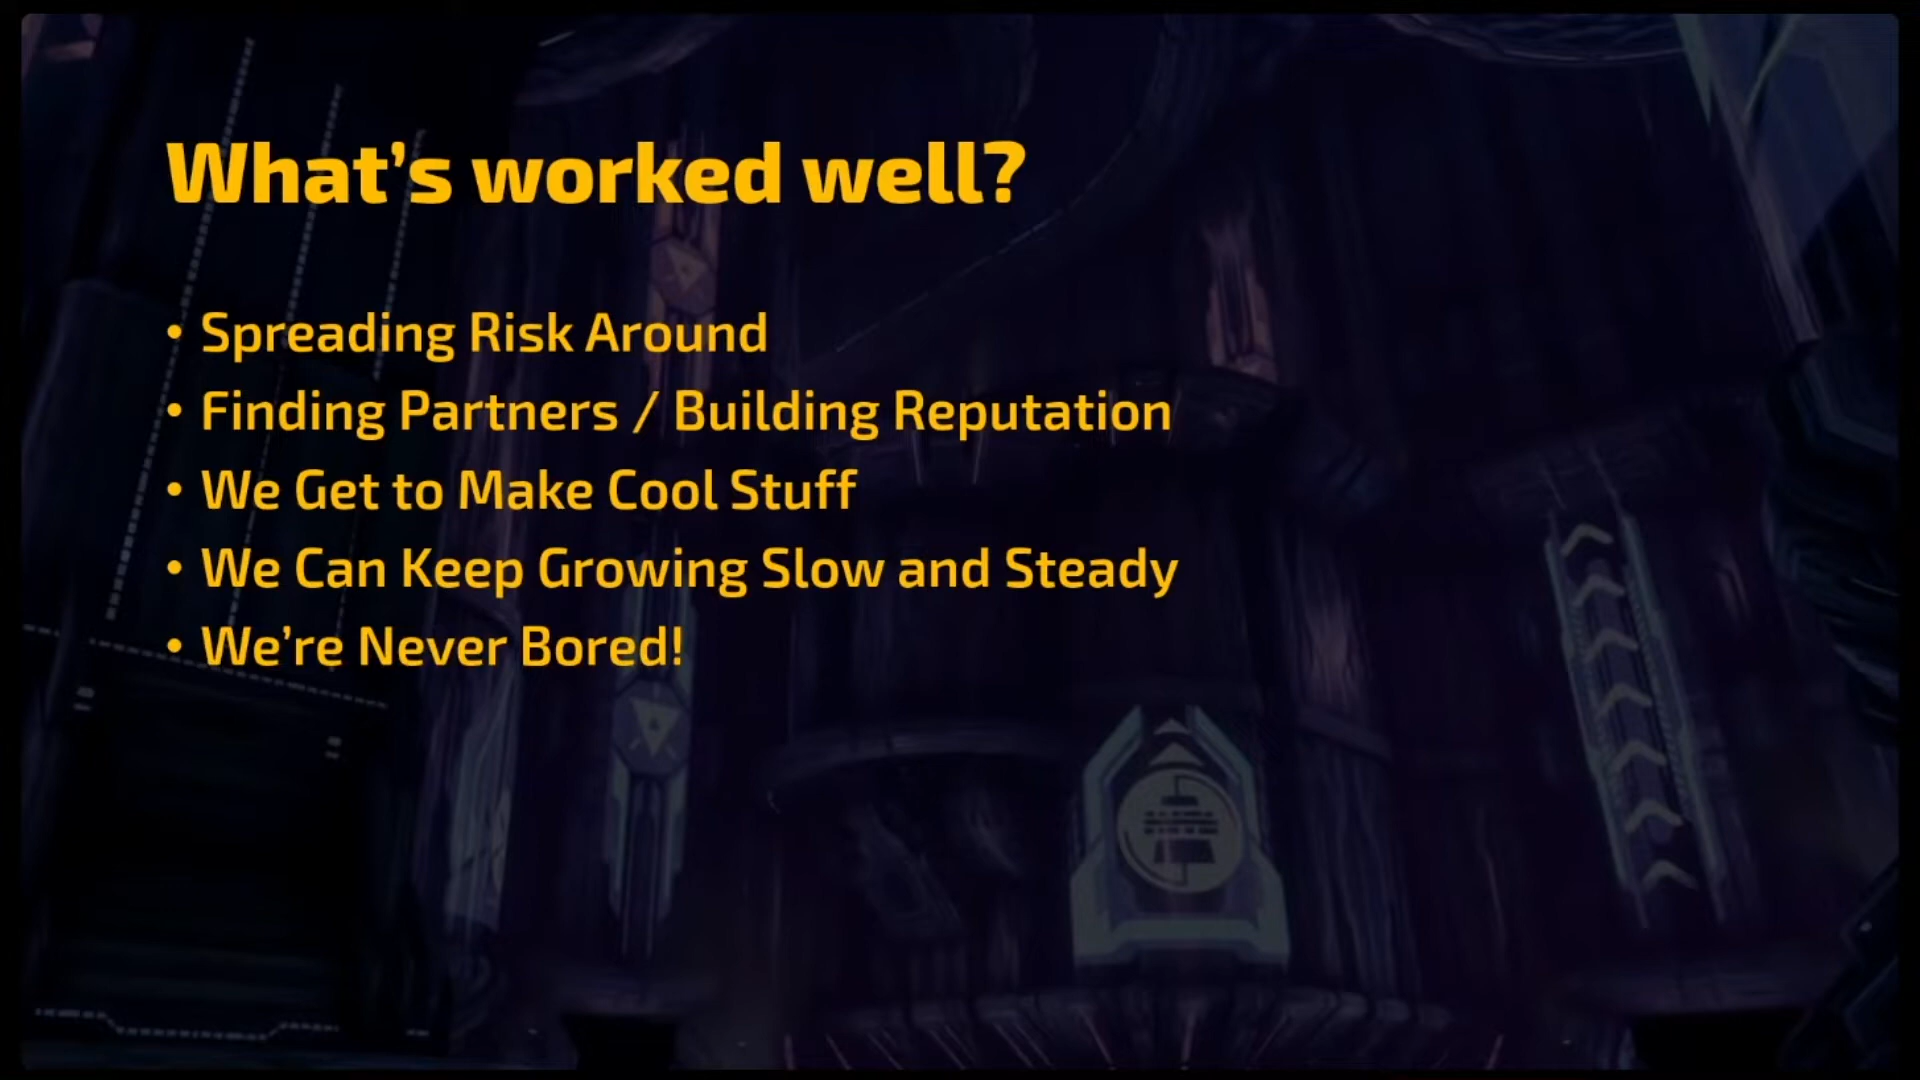 What’s worked well?
• Spreading Risk Around
• Finding Partners / Building Reputation
• We Get to Make Cool Stuff
• We Can Keep Growing Slow and Steady
• We’re Never Bored!